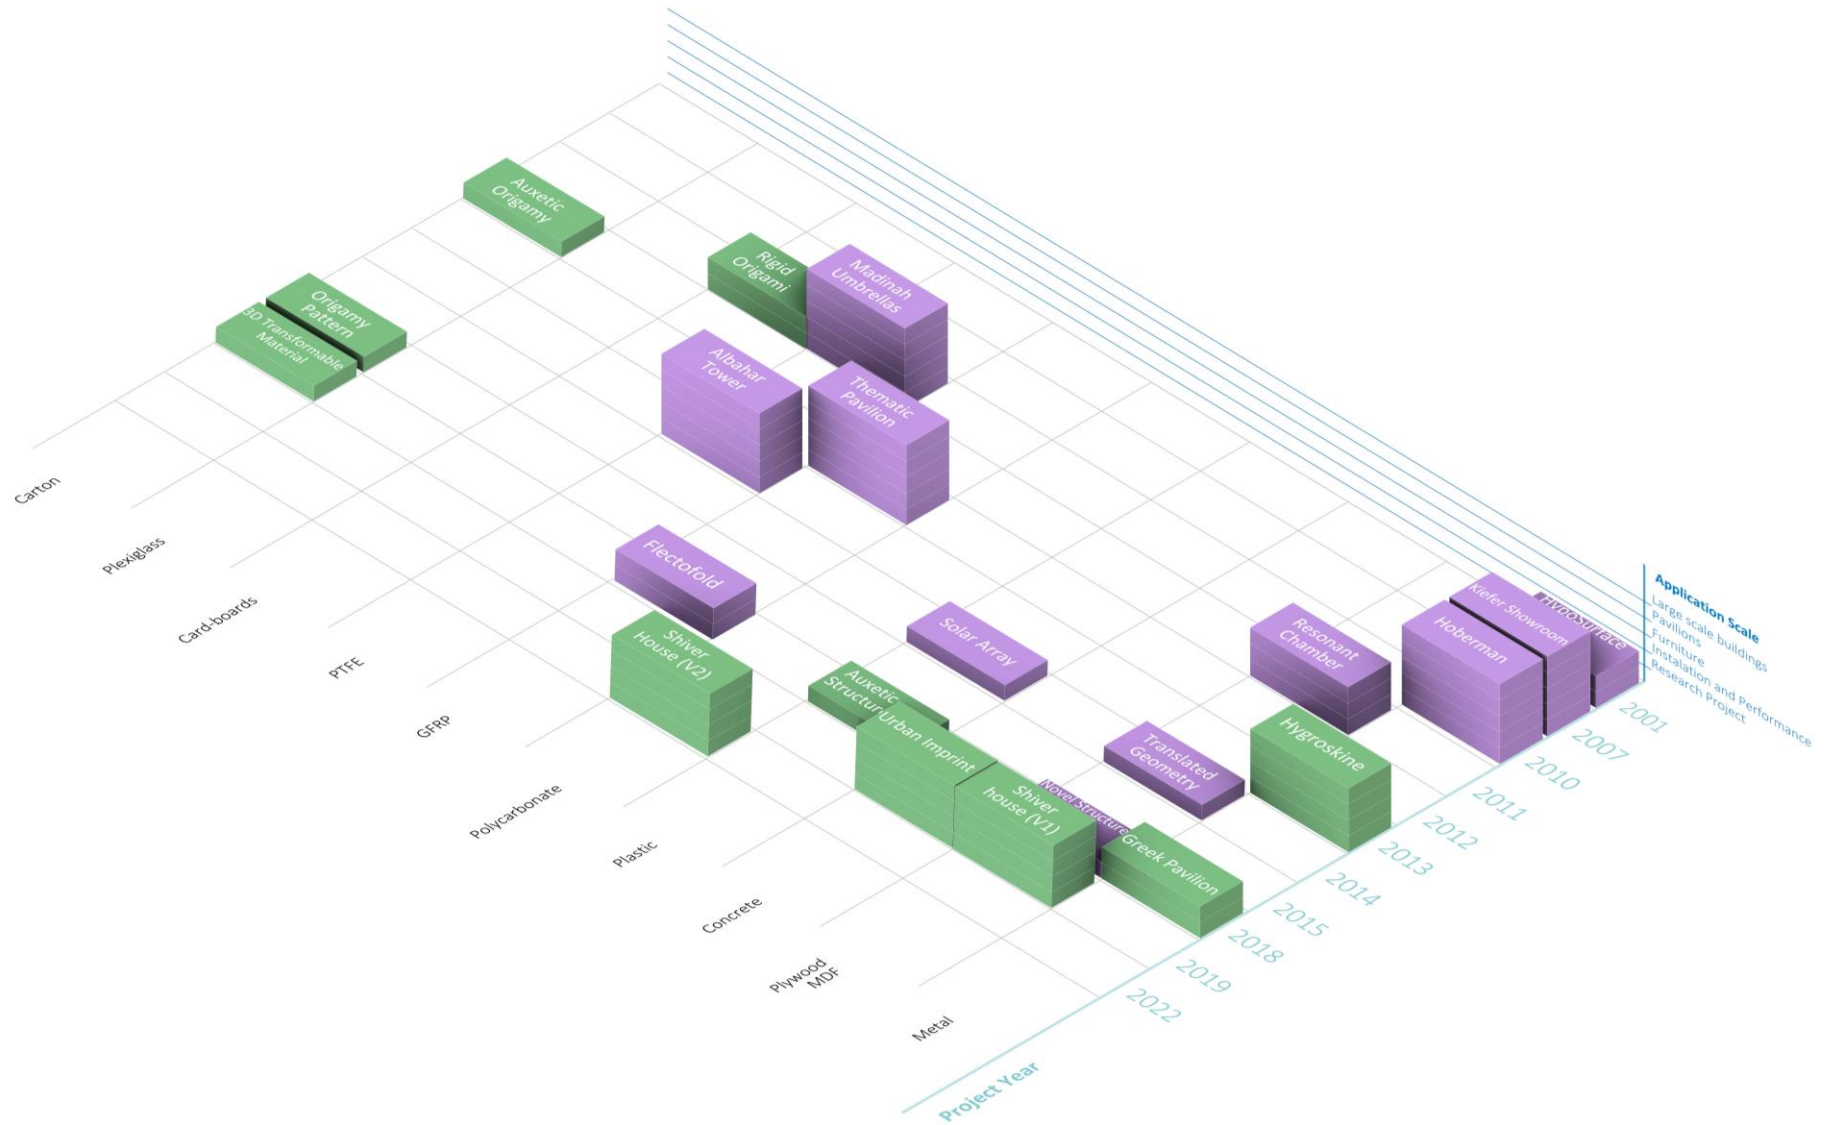 Auxetic
Origamy
Rigid
Origami
Madinah
Umbrellas
Origamy
Pattern
3D Transformable
Material
Albahar
Tower
Thematic
Pavilion
Flectofold
Shiver
House (V2)
Solar Array
Auxetic
Structure
Urban Imprint
Shiver
house (V1)
Novel Structure
Translated
Geometry
Greek Pavilion
Resonant
Chamber
Hygroskine
Hoberman
Kiefer Showroom
HypoSurface
Application Scale
Large scale buildings
Pavilions
Furniture
Instalation and Performance
Research Project
2001
2007
2010
2011
2012
2013
2014
2015
2018
2019
2022
Project Year
Carton
Plexiglass
Card-boards
PTFE
GFRP
Polycarbonate
Plastic
Concrete
Plywood
MDF
Metal